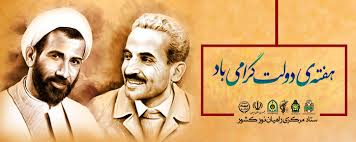 هفته‌ی دولت گرامی باد
ستاد مرکزی راهیان نور کشور